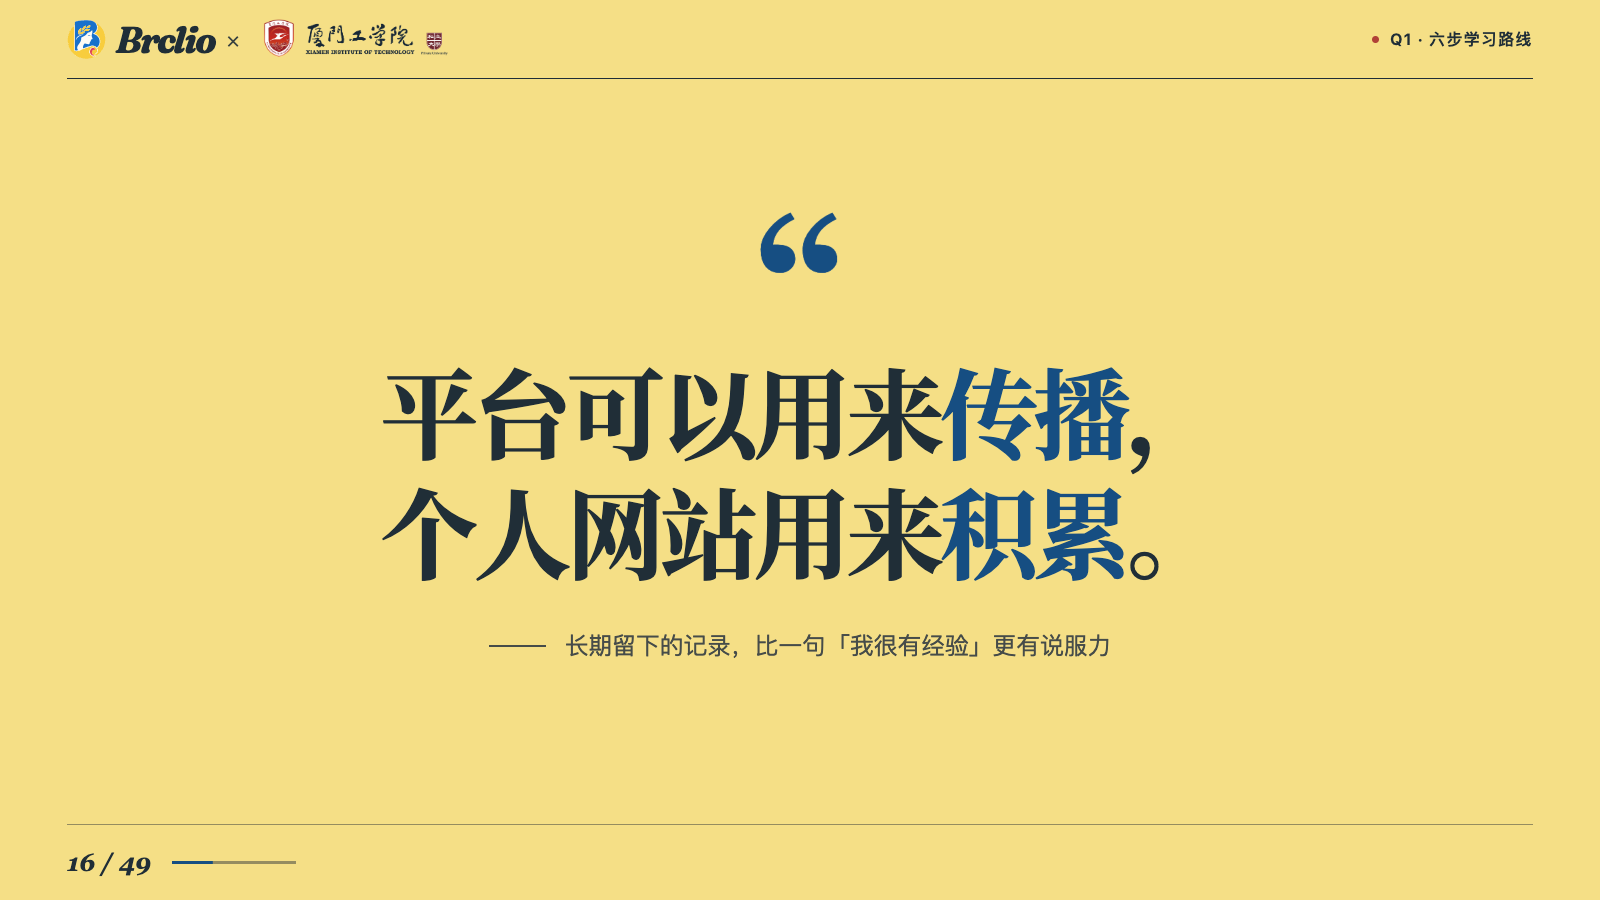 Brclio ×
厦門工学院
XIAMEN INSTITUTE OF TECHNOLOGY
Q1 · 六步学习路线
“
平台可以用来传播，
个人网站用来积累。
—— 长期留下的记录，比一句「我很有经验」更有说服力
16 / 49